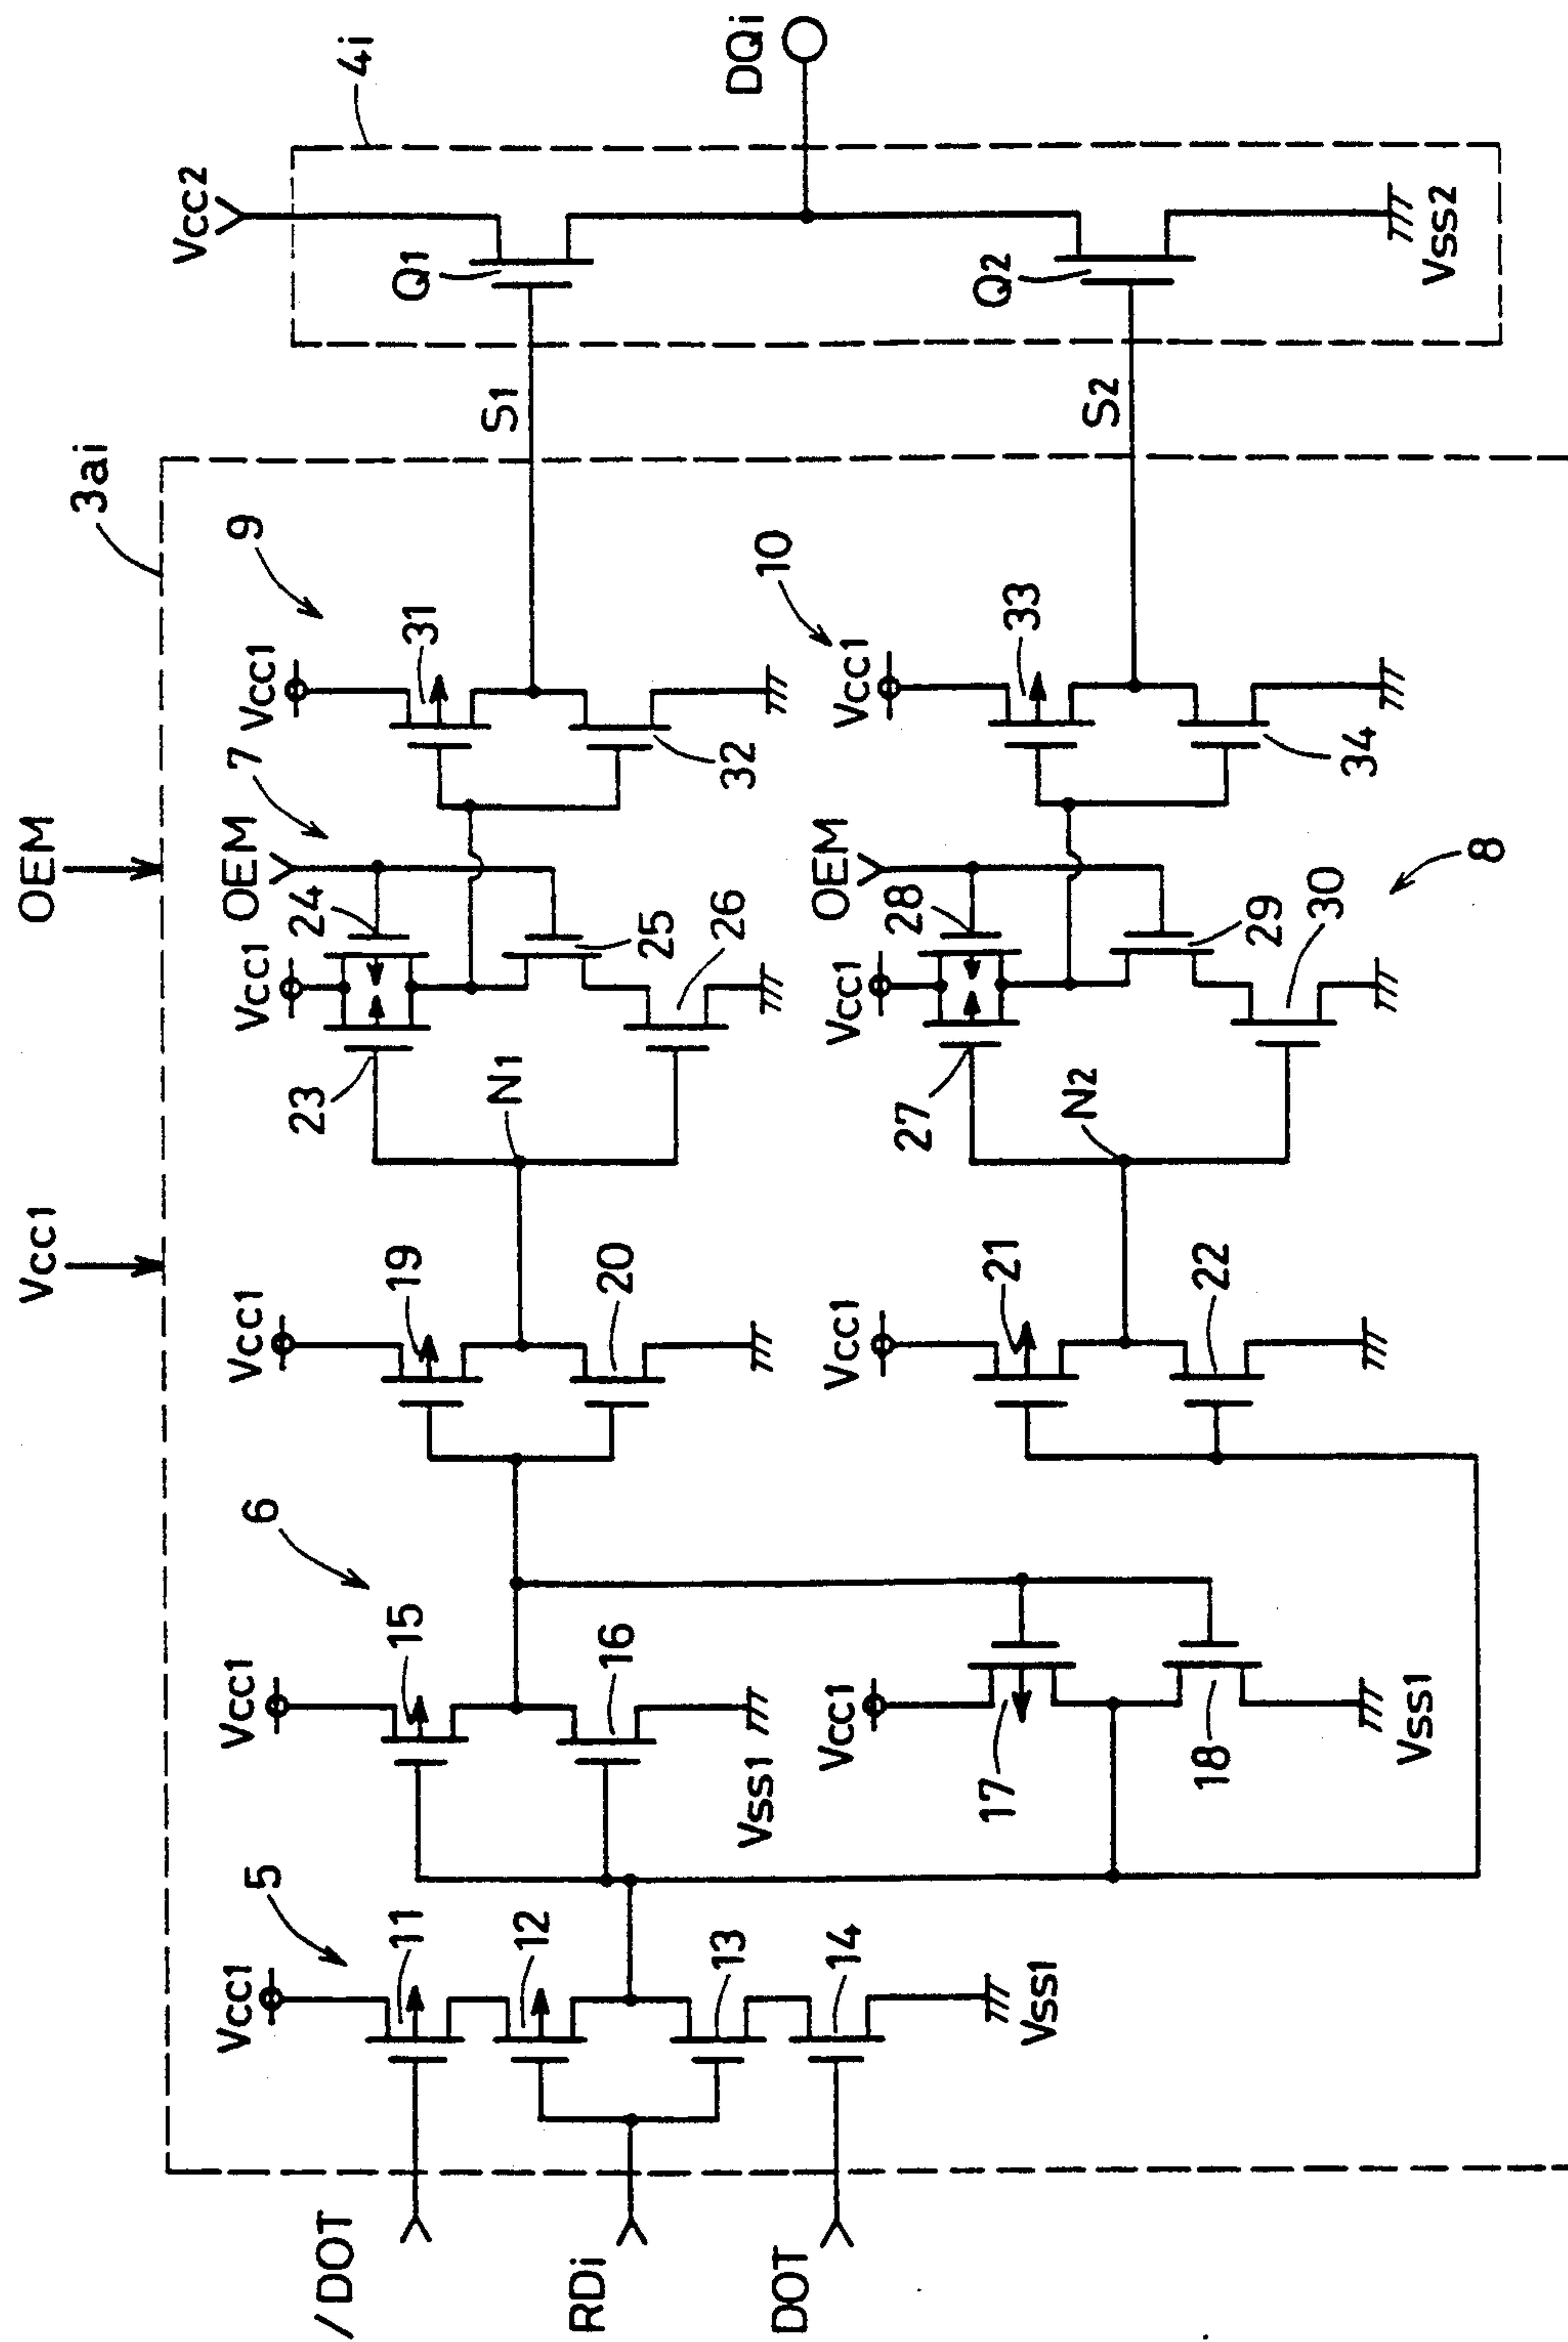 OEM
Vcc1
3ai
4i
Vcc2
Q1
Q2
Vss2
DQi
S1
S2
9
Vcc1
31
32
10
Vcc1
33
34
7
OEM
Vcc1
24
23
25
26
N1
OEM
Vcc1
28
27
29
30
8
N2
Vcc1
19
20
Vcc1
21
22
6
Vcc1
15
16
Vss1
Vcc1
17
18
Vss1
5
Vcc1
11
12
13
14
Vss1
/DOT
RDi
DOT